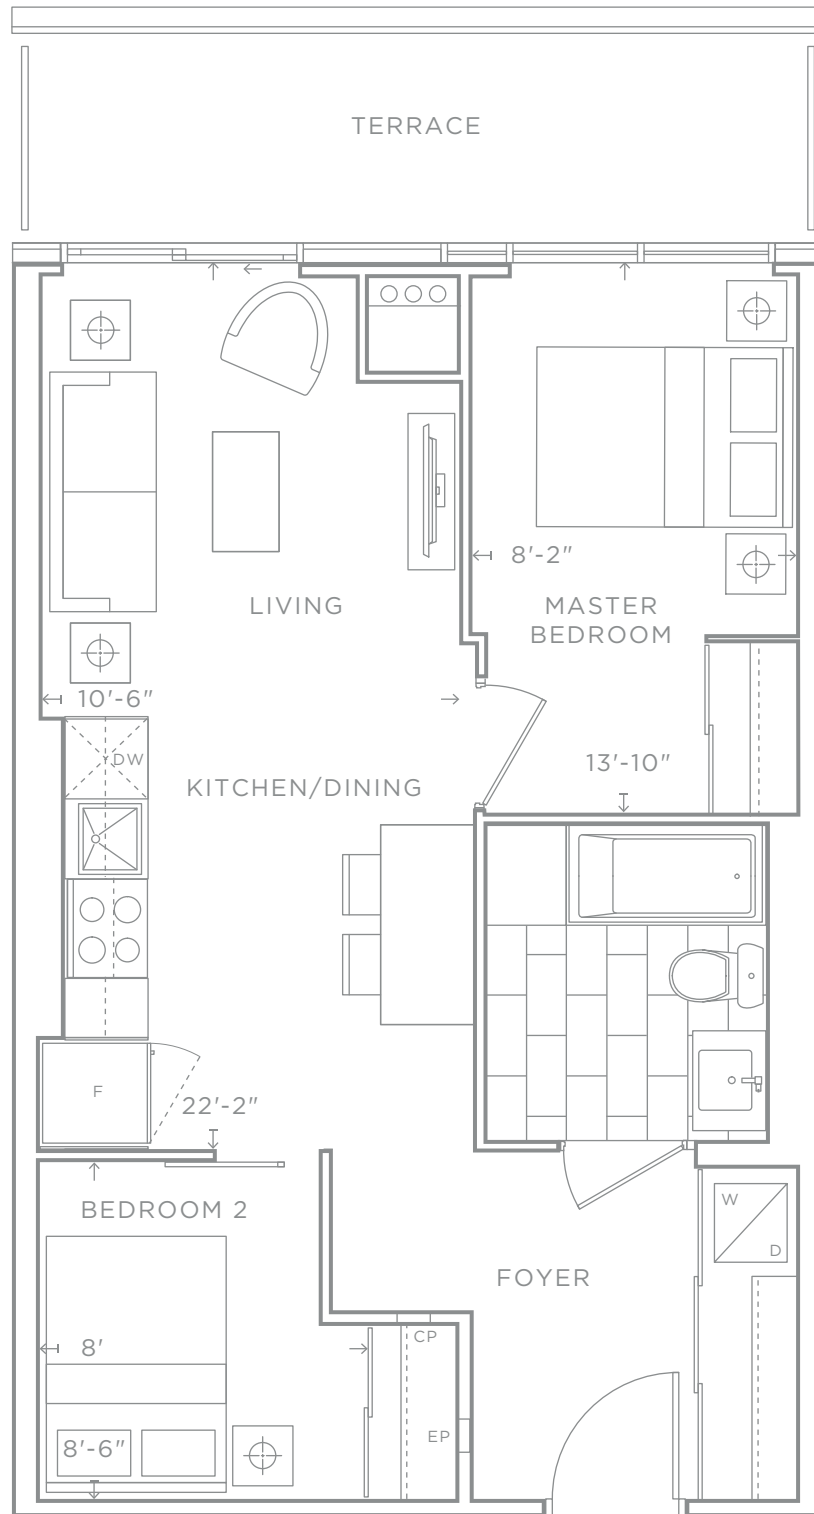 TERRACE
8'-2"
LIVING
MASTER
BEDROOM
10'-6"
DW
13'-10"
KITCHEN/DINING
F
22'-2"
BEDROOM 2
W
D
FOYER
CP
8'
EP
8'-6"